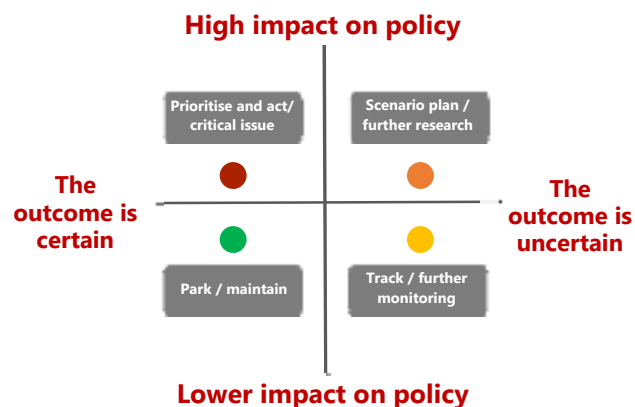 High impact on policy
Prioritise and act/
critical issue
Scenario plan /
further research
The
outcome is
certain
The
outcome is
uncertain
Park / maintain
Track / further
monitoring
Lower impact on policy